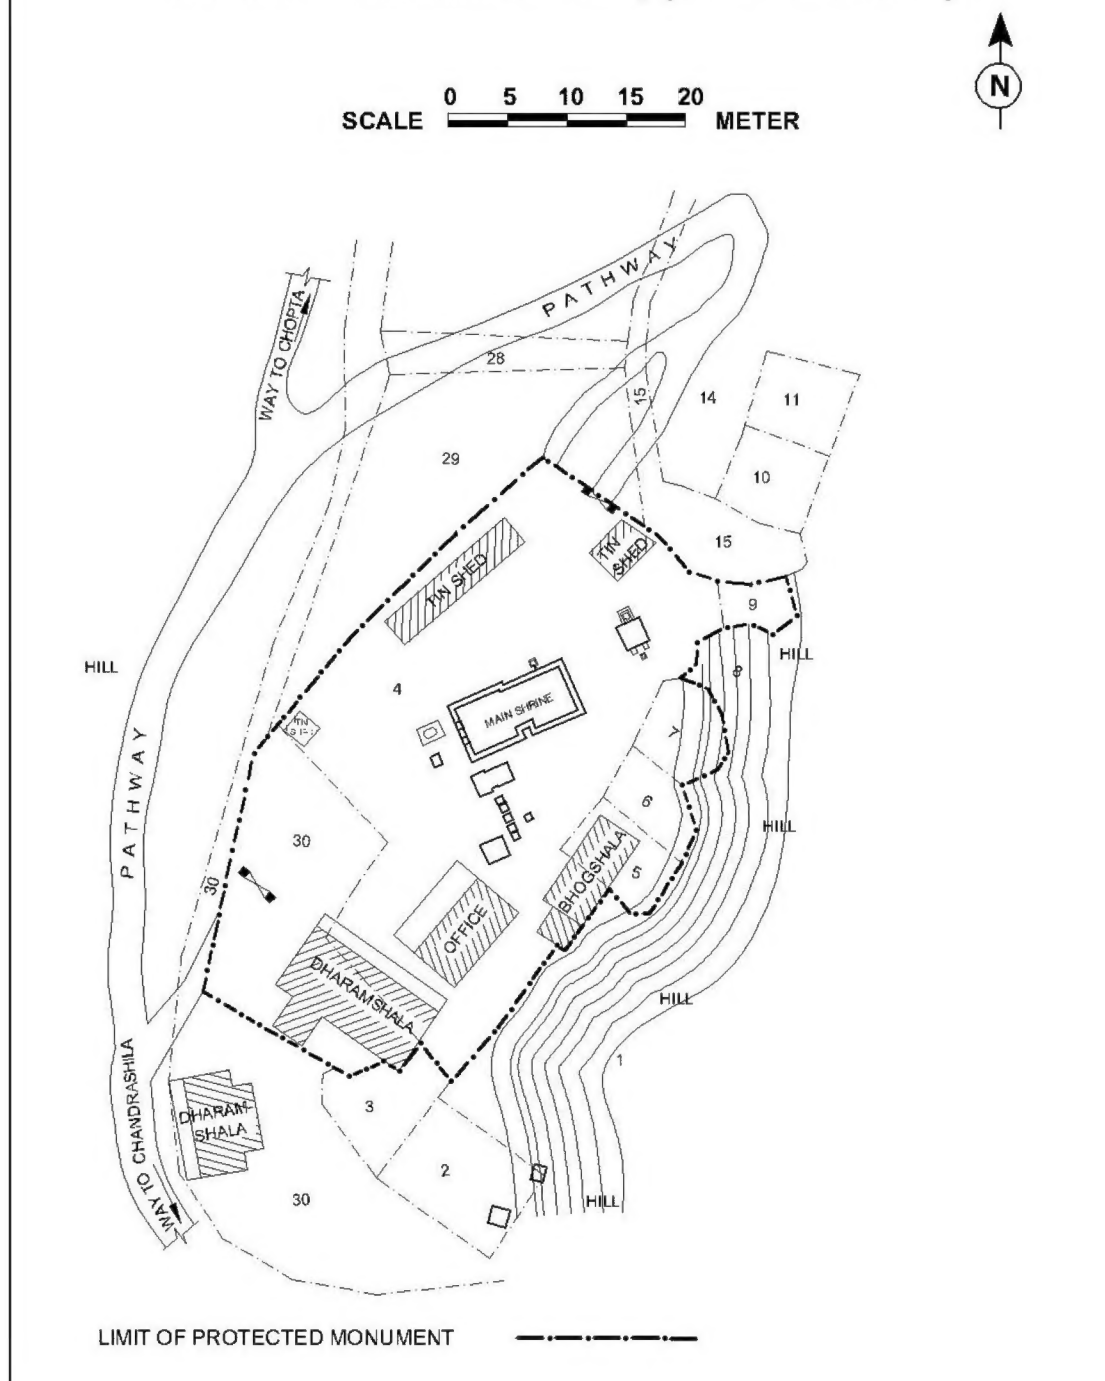 N
0 5 10 15 20
SCALE METER
PATHWAY
WAY TO CHOPTA
28
15
14
11
29
10
TIN SHED
TIN
SHED
15
9
HILL
HILL
8
4
MAIN SHRINE
TIN
7
PATHWAY
6
HILL
30
BHOGSHALA
5
30
OFFICE
DHARAMSHALA
HILL
1
WAY TO CHANDRASHILA
3
DHARAM-
SHALA
2
30
HILL
LIMIT OF PROTECTED MONUMENT